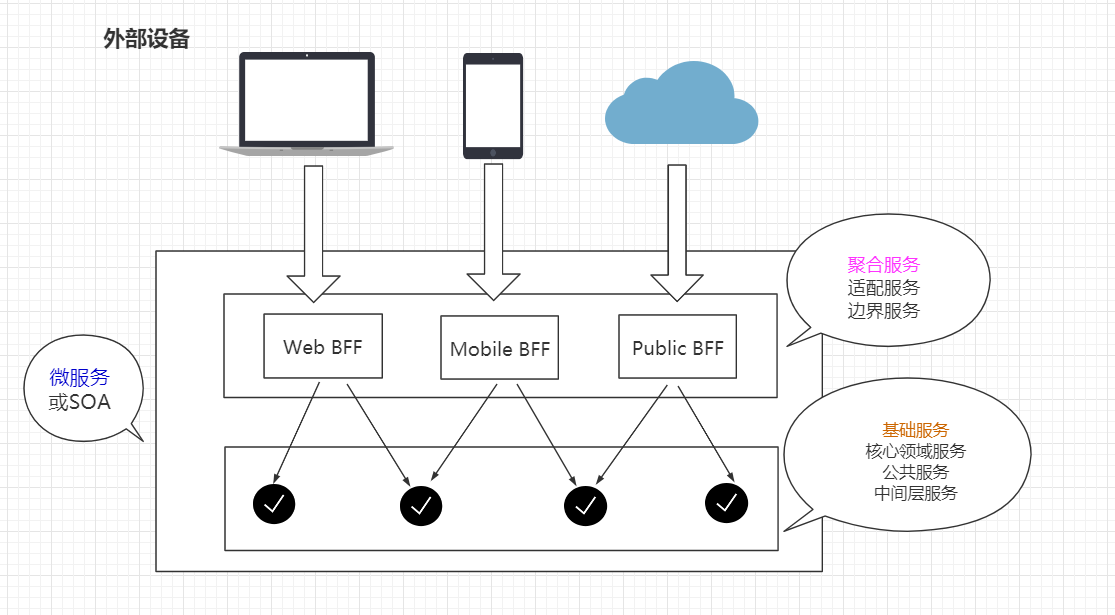 外部设备
聚合服务
适配服务
边界服务
Web BFF
Mobile BFF
Public BFF
微服务
或SOA
基础服务
核心领域服务
公共服务
中间层服务